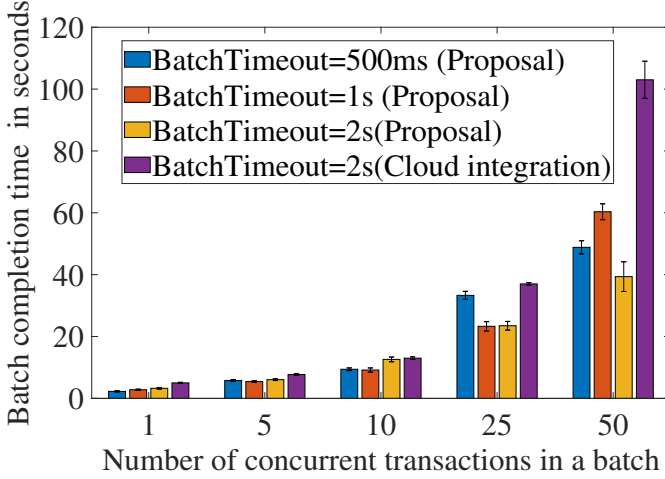 120
100
80
60
40
20
0
Batch completion time in seconds
BatchTimeout=500ms (Proposal)
BatchTimeout=1s (Proposal)
BatchTimeout=2s(Proposal)
BatchTimeout=2s(Cloud integration)
1 5 10 25 50
Number of concurrent transactions in a batch